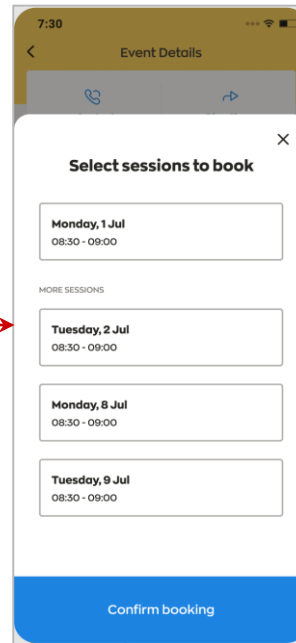 7:30
Event Details
Select sessions to book
Monday, 1 Jul
08:30 - 09:00
MORE SESSIONS
Tuesday, 2 Jul
08:30 - 09:00
Monday, 8 Jul
08:30 - 09:00
Tuesday, 9 Jul
08:30 - 09:00
Confirm booking